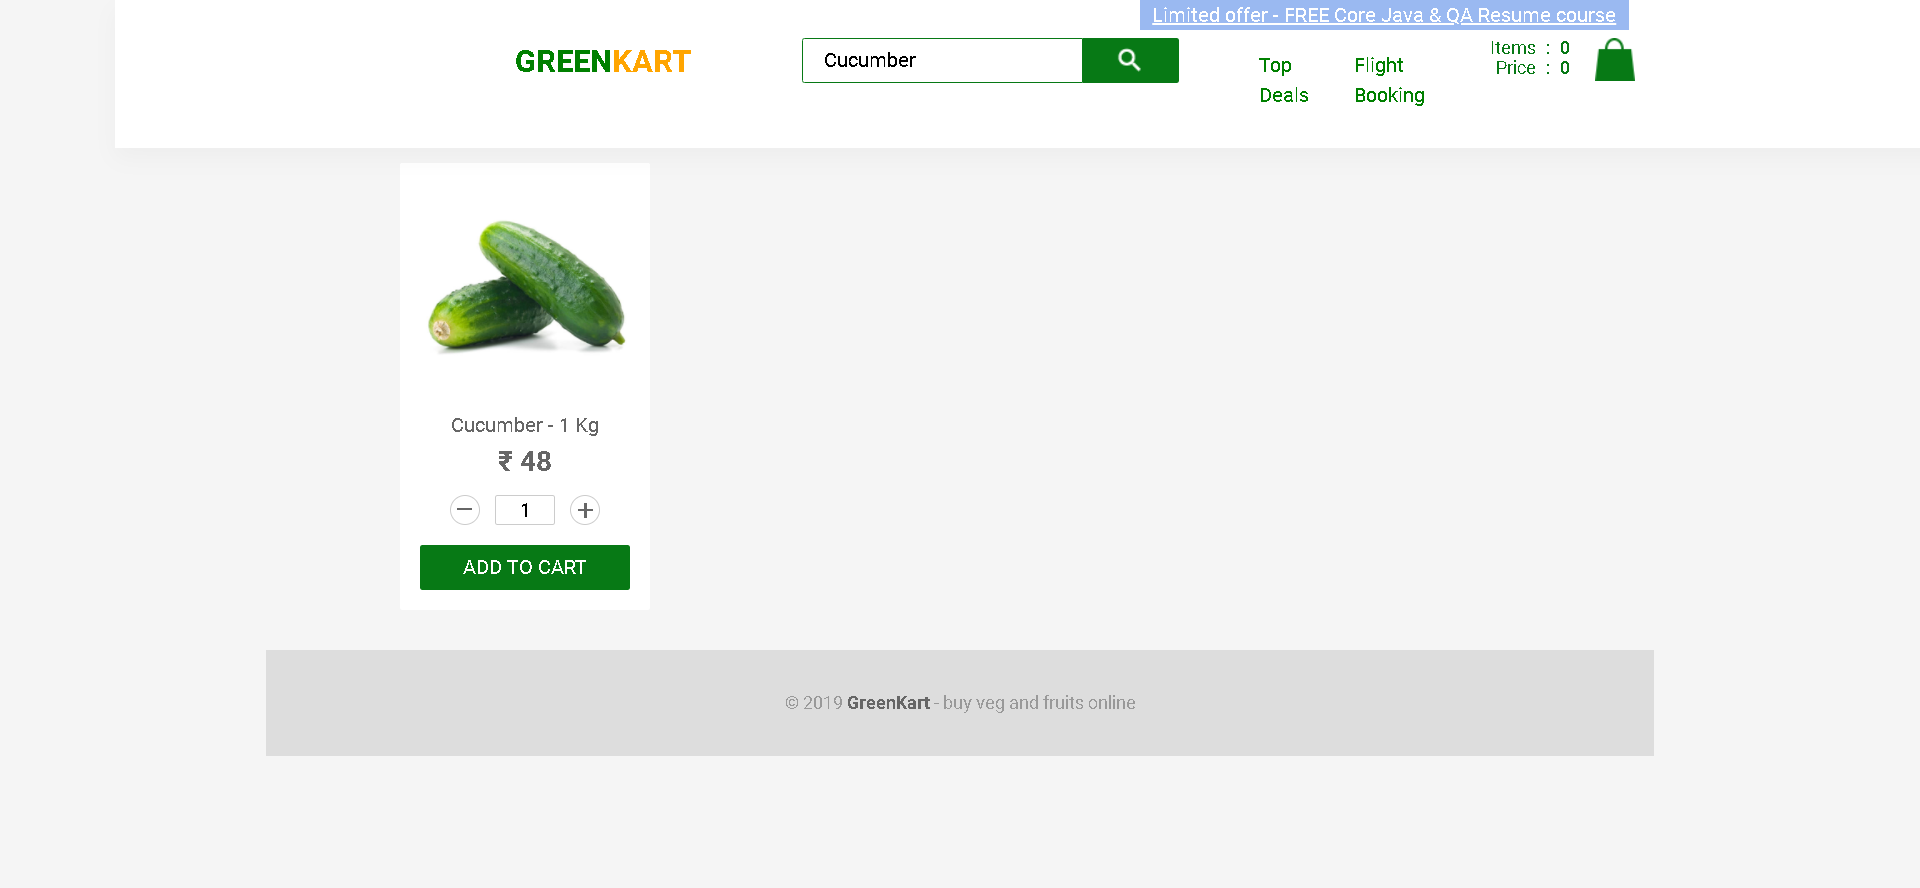 Limited offer - FREE Core Java & QA Resume course
GREENKART
Cucumber
Top Deals
Flight Booking
Items : 0
Price : 0
Cucumber - 1 Kg
₹ 48
1
ADD TO CART
© 2019 GreenKart - buy veg and fruits online